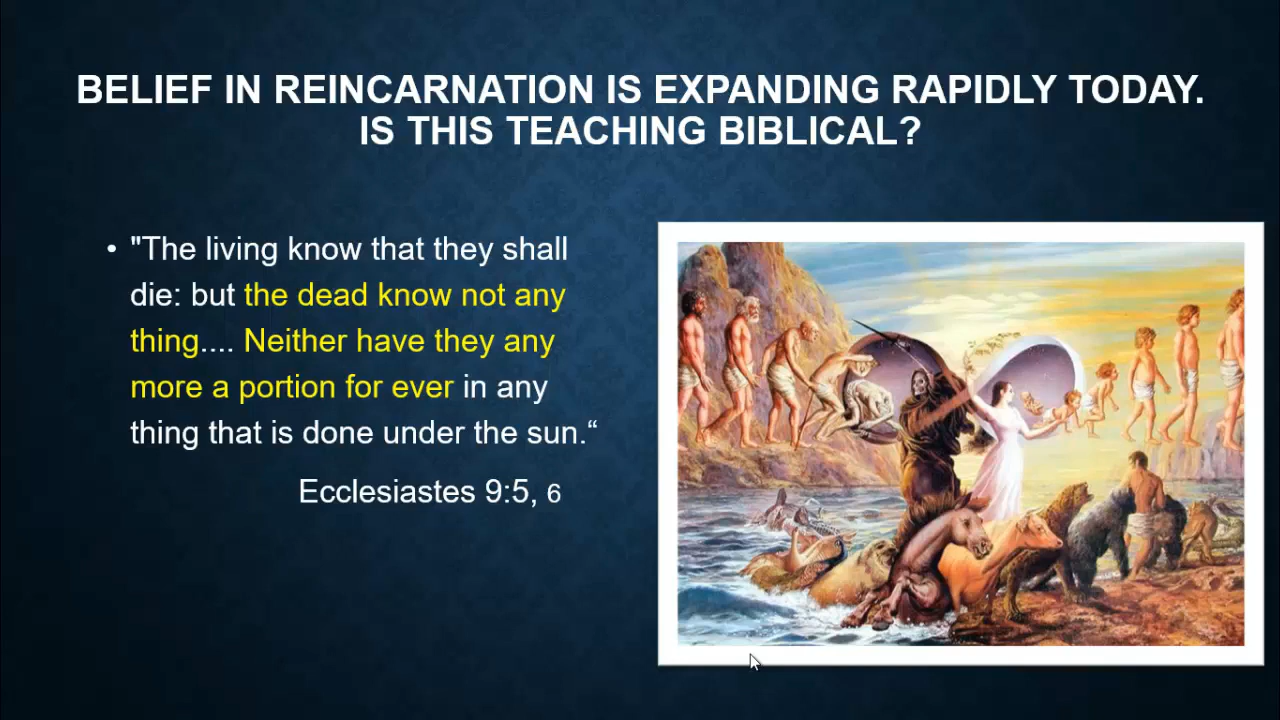 BELIEF IN REINCARNATION IS EXPANDING RAPIDLY TODAY.
IS THIS TEACHING BIBLICAL?
• "The living know that they shall
die: but the dead know not any
thing.... Neither have they any
more a portion for ever in any
thing that is done under the sun.“
Ecclesiastes 9:5, 6